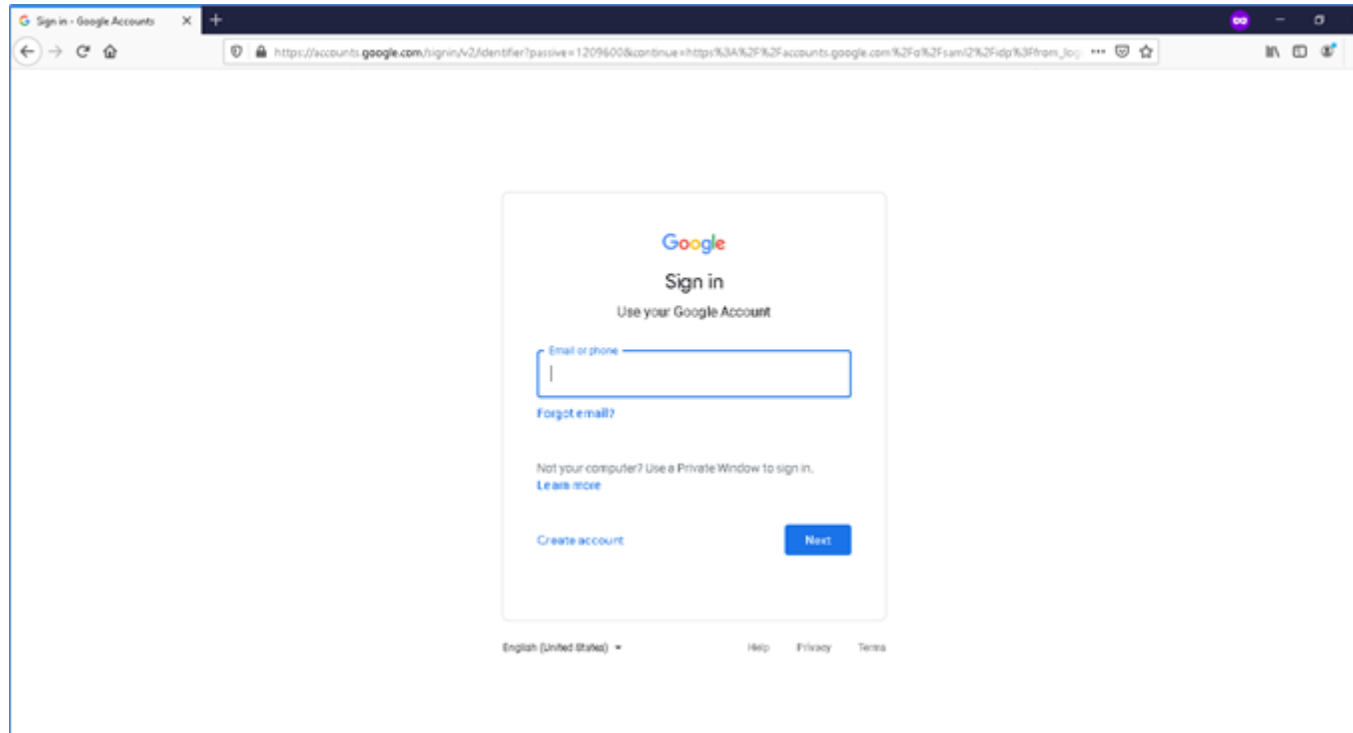 Sign in - Google Accounts
https://accounts.google.com/signin/v2/identifier?passive=1209600&continue=https%3A%2F%2Faccounts.google.com%2Fo%2Fsaml2%2Fidp%3Ffrom_log
Google
Sign in
Use your Google Account
Email or phone
Forgot email?
Not your computer? Use a Private Window to sign in.
Learn more
Create account
Next
English (United States)
Help Privacy Terms